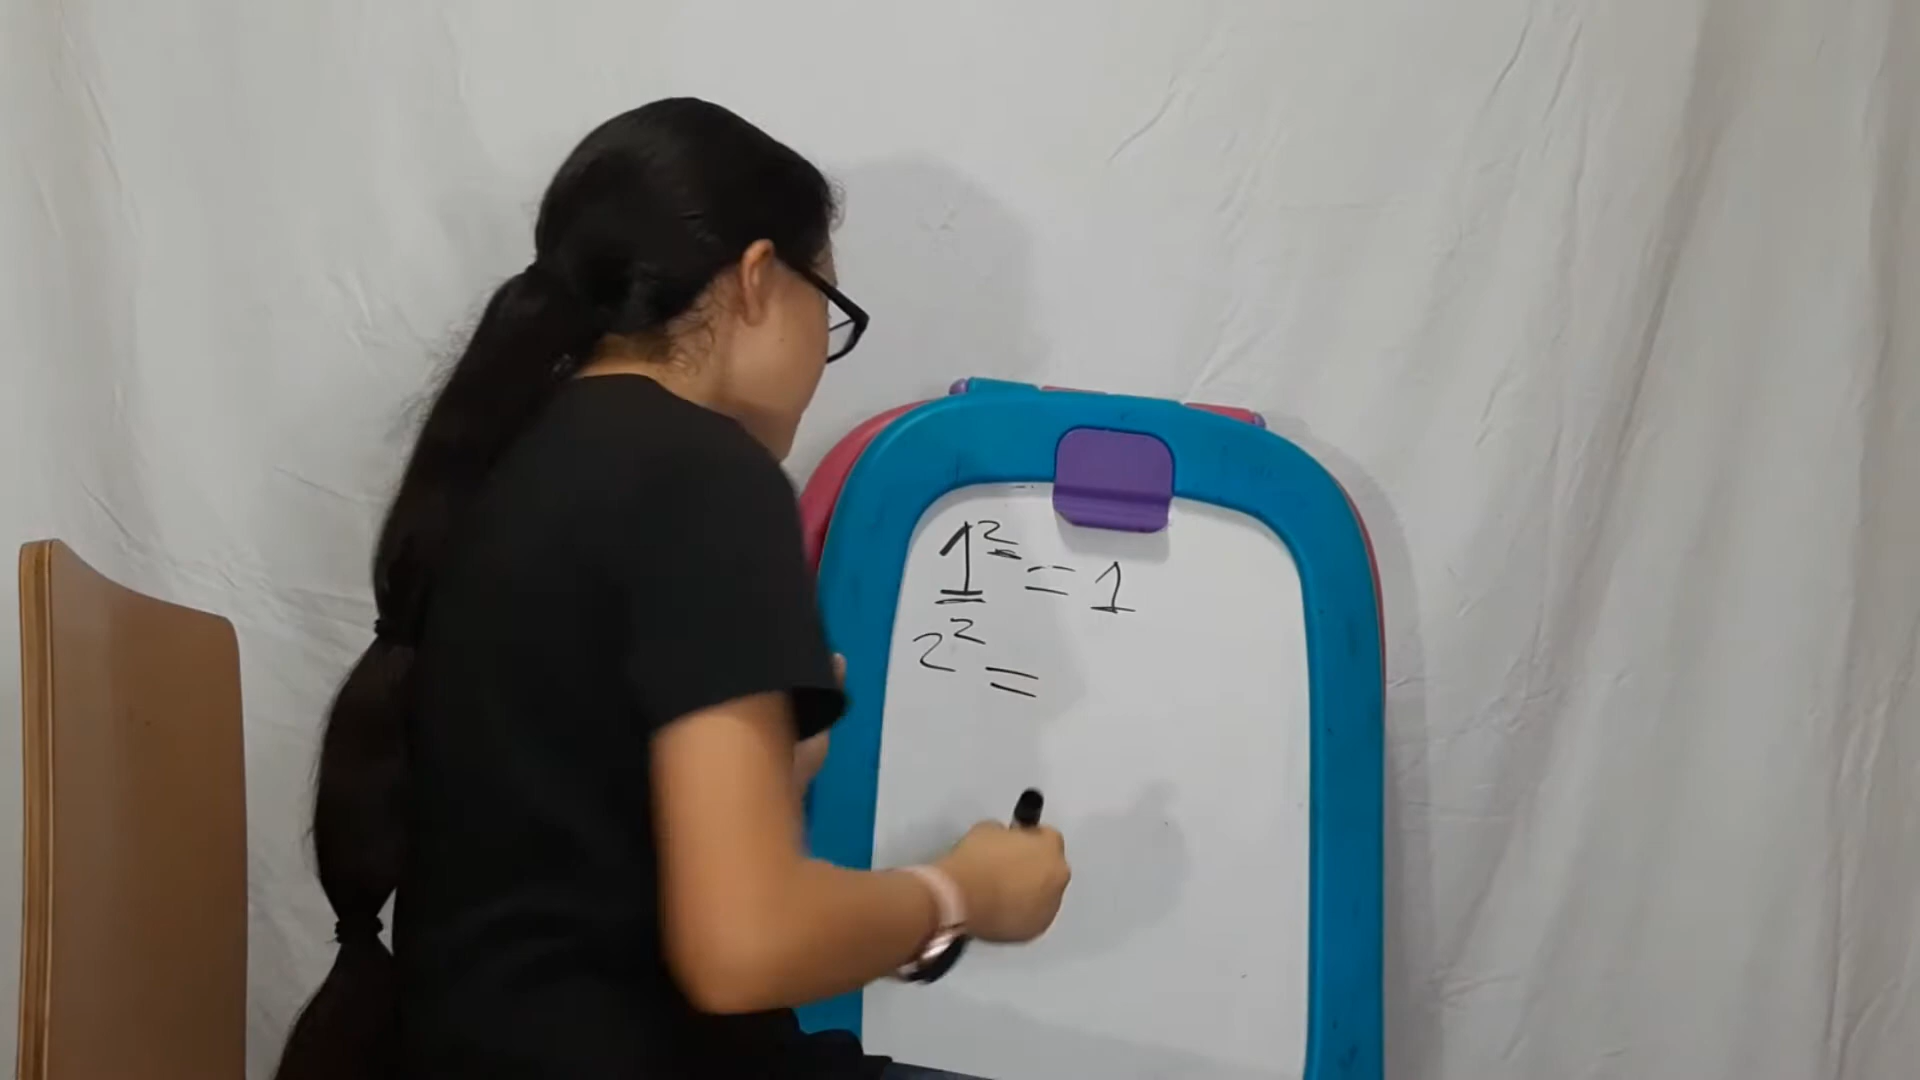 1² = 1
2² =